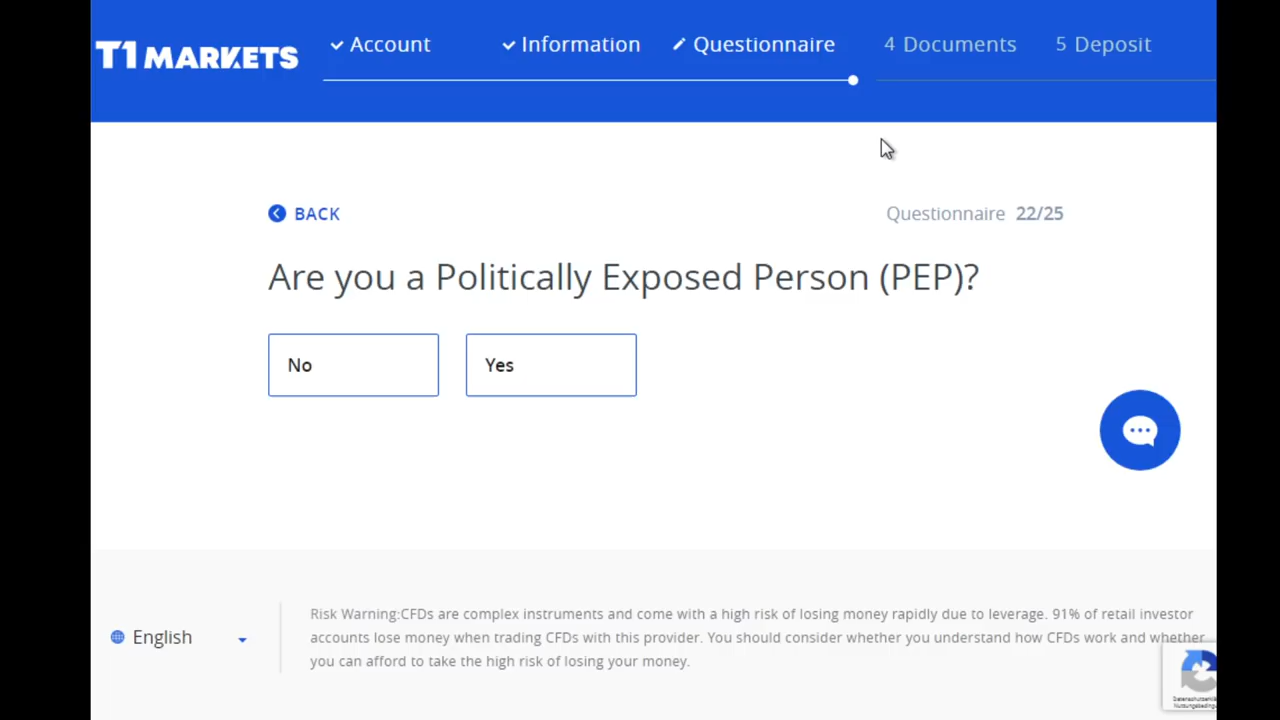 T1 MARKETS
Account
Information
Questionnaire
4 Documents
5 Deposit
BACK
Questionnaire 22/25
Are you a Politically Exposed Person (PEP)?
No
Yes
English
Risk Warning:CFDs are complex instruments and come with a high risk of losing money rapidly due to leverage. 91% of retail investor
accounts lose money when trading CFDs with this provider. You should consider whether you understand how CFDs work and whether
you can afford to take the high risk of losing your money.